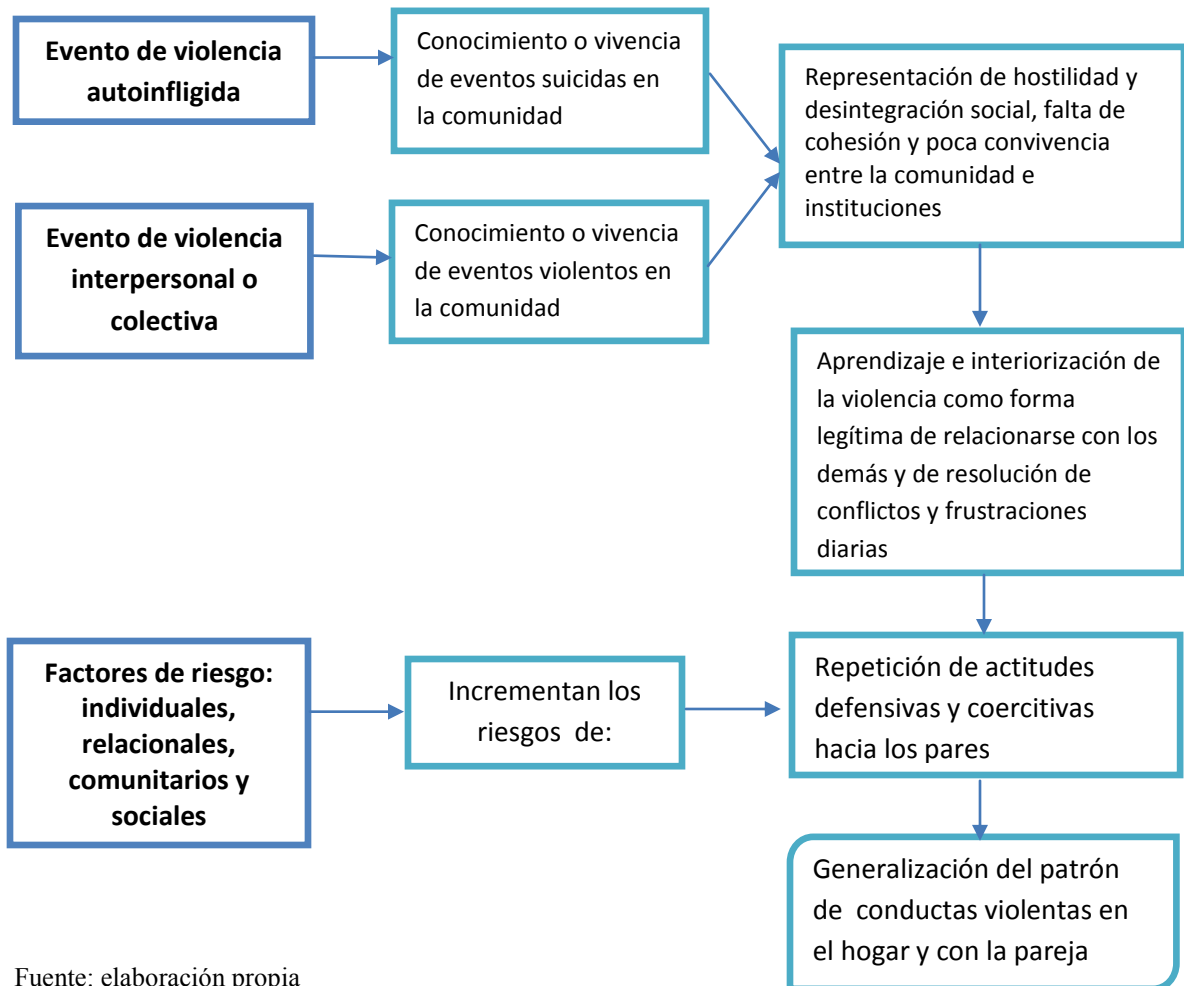 Evento de violencia
autoinfligida
Conocimiento o vivencia
de eventos suicidas en
la comunidad
Representación de hostilidad y
desintegración social, falta de
cohesión y poca convivencia
entre la comunidad e
instituciones
Evento de violencia
interpersonal o
colectiva
Conocimiento o vivencia
de eventos violentos en
la comunidad
Aprendizaje e interiorización de
la violencia como forma
legítima de relacionarse con los
demás y de resolución de
conflictos y frustraciones
diarias
Factores de riesgo:
individuales,
relacionales,
comunitarios y
sociales
Incrementan los
riesgos de:
Repetición de actitudes
defensivas y coercitivas
hacia los pares
Generalización del patrón
de conductas violentas en
el hogar y con la pareja
Fuente: elaboración propia